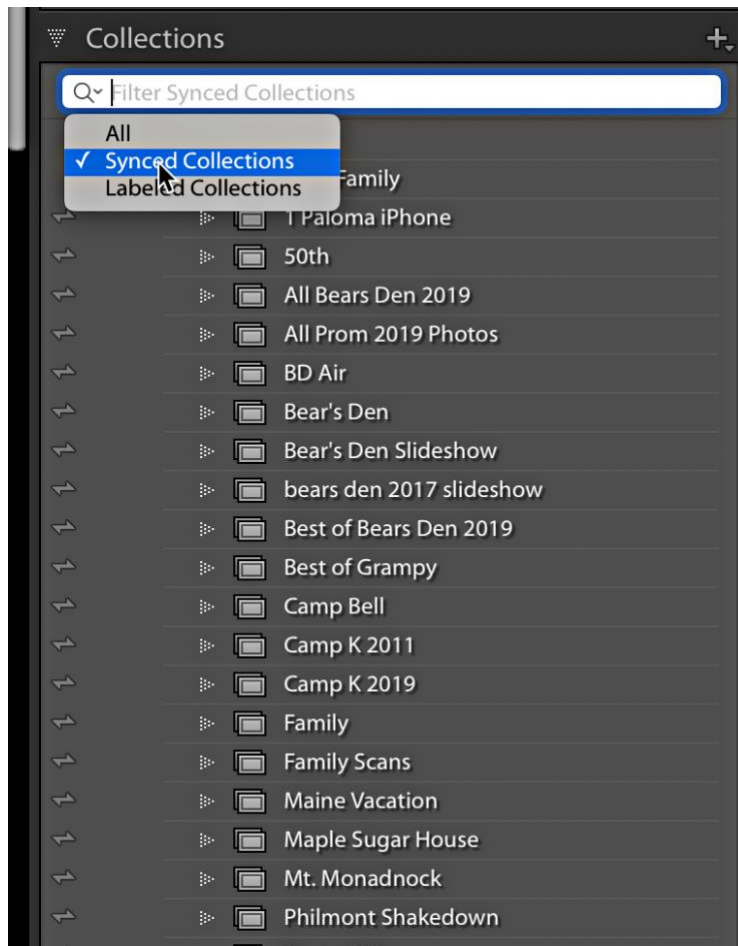 Collections
Filter Synced Collections
All
✓ Synced Collections
Labeled Collections
Family
1 Paloma iPhone
50th
All Bears Den 2019
All Prom 2019 Photos
BD Air
Bear's Den
Bear's Den Slideshow
bears den 2017 slideshow
Best of Bears Den 2019
Best of Grampy
Camp Bell
Camp K 2011
Camp K 2019
Family
Family Scans
Maine Vacation
Maple Sugar House
Mt. Monadnock
Philmont Shakedown